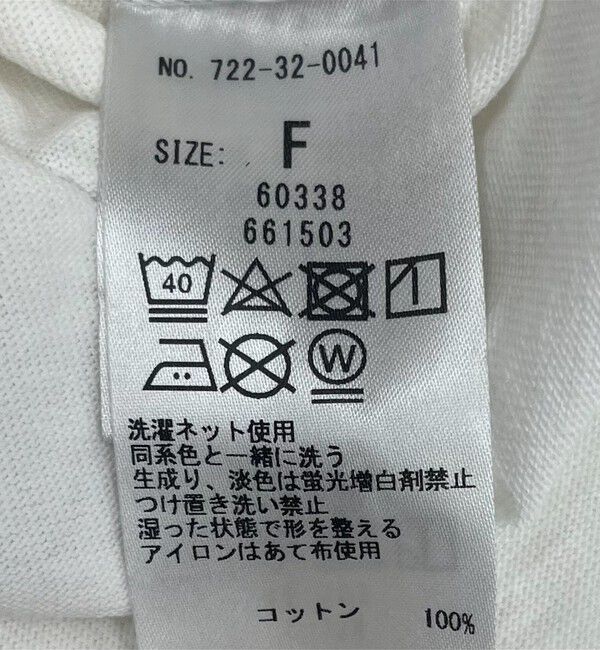 NO. 722-32-0041
SIZE: F
60338
661503
40
W
洗濯ネット使用
同系色と一緒に洗う
生成り、淡色は蛍光増白剤禁止
つけ置き洗い禁止
湿った状態で形を整える
アイロンはあて布使用
コットン 100%